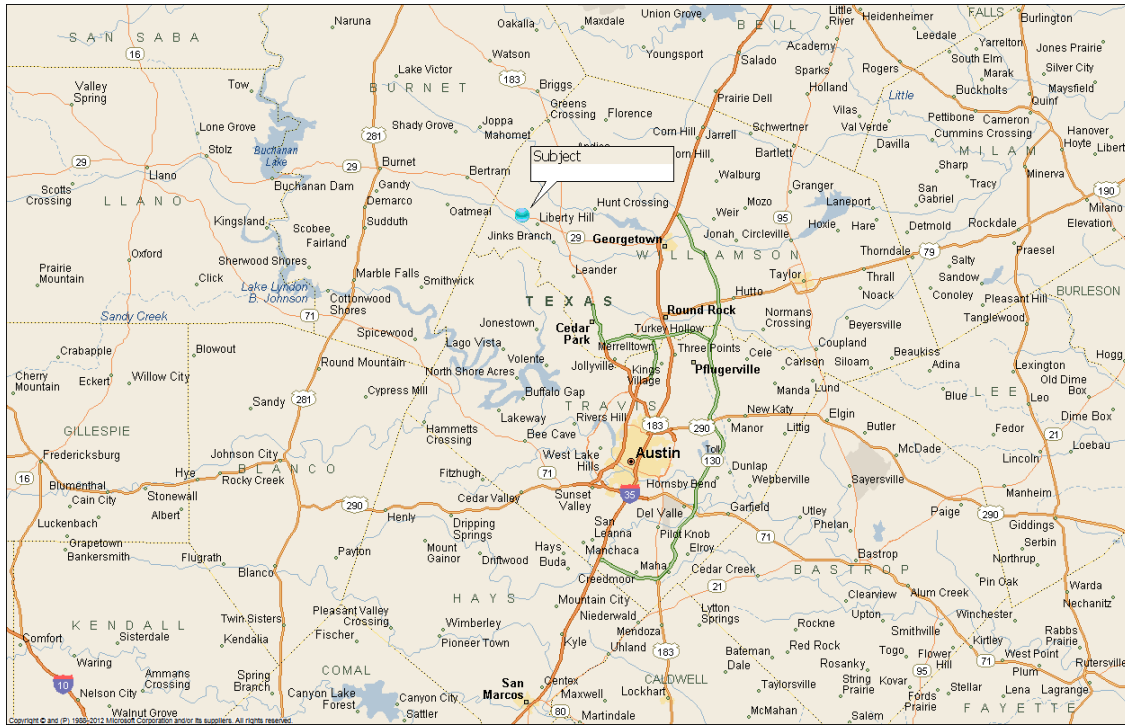 Naruna
Oakalla
Maxdale
Union Grove
BELL
Little
River
Heidenheimer
FALLS
Burlington
SAN SABA
16
183
Watson
Youngsport
Academy
Salado
Leedale
Yarrelton
Jones Prairie
South Elm
Marak
Silver City
Valley
Spring
Tow
Lake Victor
BURNET
Briggs
Sparks
Holland
Rogers
Buckholts
Maysfield
Quinf
Prairie Dell
Little
Lone Grove
Stolz
Buchanan
Lake
281
Shady Grove
Joppa
Mahomet
Greens
Crossing
Florence
Corn Hill
Jarrell
Schwertner
Vilas
Val Verde
Pettibone
Cameron
Cummins Crossing
Hanover
Hoyte
Libert
Davilla
MILAM
29
Llano
29
Burnet
Bertram
Subject
orn Hill
Bartlett
Walburg
Sharp
Tracy
Minerva
190
Scotts
Crossing
LLANO
Buchanan Dam
Gandy
Demarco
Sudduth
Oatmeal
Liberty Hill
Hunt Crossing
Granger
Laneport
San
Gabriel
Milano
Elevation
Kingsland
Scobee
Fairland
Jinks Branch
29
Georgetown
Weir
Mozo
95
Hoxie
Hare
Detmold
Rockdale
Jonah
Circleville
Thorndale
79
Praesel
Oxford
Prairie
Mountain
Click
Sherwood Shores
Lake Lyndon
B. Johnson
Cottonwood
Shores
Marble Falls
Smithwick
Leander
WILLIAMSON
Taylor
Thrall
Noack
Salty
Sandow
Conoley
Pleasant Hill
BURLESON
Sandy Creek
71
TEXAS
Hutto
Tanglewood
Spicewood
Jonestown
Cedar
Park
Round Rock
Turkey Hollow
Normans
Crossing
Beyersville
Crabapple
Blowout
Round Mountain
Lago Vista
Volente
Merrelltown
Three Points
Cele
Coupland
Carlson
Siloam
Beaukiss
Adina
Lexington
Hogg
Cherry
Mountain
Eckert
Willow City
Cypress Mill
North Shore Acres
Jollyville
Kings
Village
Pflugerville
Manda
Lund
Blue
LEE
Leo
Old Dime
Box
Sandy
281
Buffalo Gap
TRAVIS
Lakeway
Rivers Hill
183
290
New Katy
Manor
Littig
Elgin
Butler
Fedor
Dime Box
GILLESPIE
Fredericksburg
Johnson City
Hammetts
Crossing
Bee Cave
West Lake
Hills
Austin
Toll
130
McDade
21
Loebau
Lincoln
16
Hye
BLANCO
Rocky Creek
Fitzhugh
71
Dunlap
Webberville
Sayersville
Manheim
Blumenthal
Cain City
Stonewall
Cedar Valley
Sunset
Valley
35
Hornsby Bend
Garfield
290
Luckenbach
Albert
290
Henly
Dripping
Springs
San
Leanna
Del Valle
Utley
Phelan
Paige
Giddings
Grapetown
Bankersmith
Flugrath
Payton
Mount
Gainor
Driftwood
Hays
Buda
Manchaca
Pilot Knob
Elroy
71
Bastrop
Serbin
Northrup
Blanco
Creedmoor
Maha
Cedar Creek
21
BASTROP
Pin Oak
Warda
HAYS
Mountain City
Clearview
Alum Creek
Nechanitz
KENDALL
Twin Sisters
Pleasant Valley
Crossing
Wimberley
Niederwald
Lytton
Springs
Upton
Winchester
Comfort
Sisterdale
Kendalia
Fischer
Pioneer Town
Kyle
Mendoza
Uhland
Rockne
Smithville
Kirtley
Rabbs
Prairie
Waring
COMAL
183
Bateman
Dale
Red Rock
Togo
Flower
Hill
71
West Point
Rutersville
10
Ammans
Crossing
Spring
Branch
Rosanky
Kovar
Plum
Nelson City
Canyon Lake
Forest
Canyon City
San
Marcos
Centex
Maxwell
CALDWELL
Lockhart
Taylorsville
String
Prairie
Fords
Prairie
Stellar
Lena
Lagrange
Walnut Grove
Sattler
80
Martindale
McMahan
Salem
FAYETTE
Copyright © and (P) 1988-2012 Microsoft Corporation and/or its suppliers. All rights reserved.